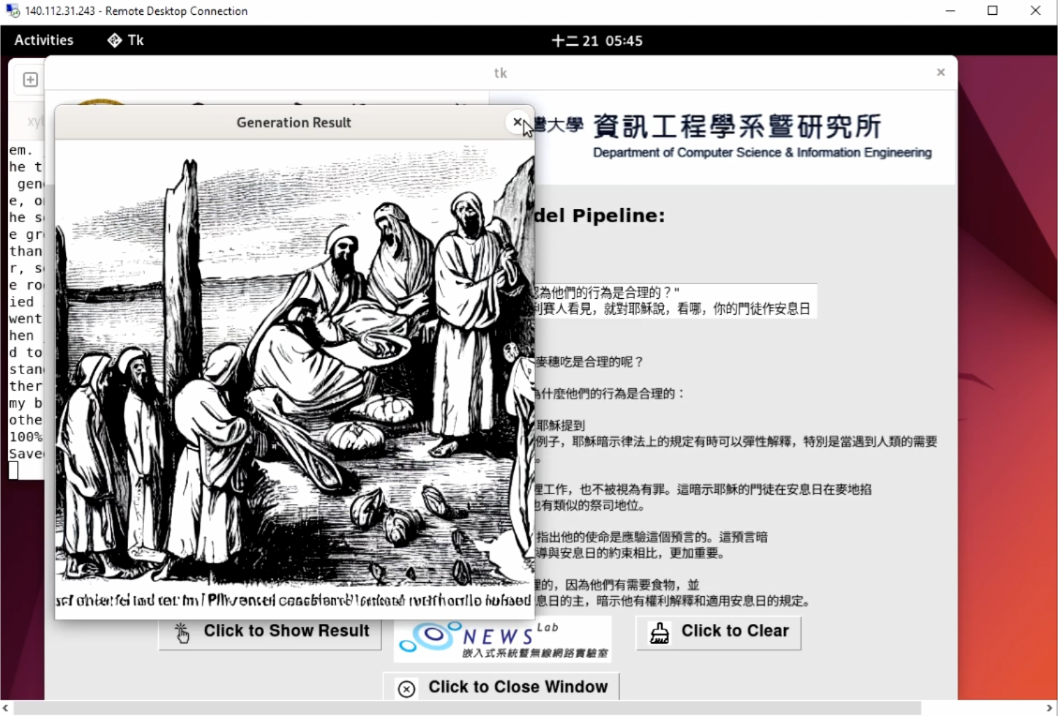 140.112.31.243 - Remote Desktop Connection
Activities
Tk
十二 21 05:45
tk
xy
Generation Result
灣大學 資訊工程學系暨研究所
Department of Computer Science & Information Engineering
em.
he t
gen
e, o
he s
e gr
than
r, s
e ro
ied
went
hen
d to
stan
ther
my b
othe
100%
Save
del Pipeline:
認為他們的行為是合理的？"
利賽人看見，就對耶穌說，看哪，你的門徒作安息日
麥穗吃是合理的呢？
為什麼他們的行為是合理的：
耶穌提到
例子，耶穌暗示律法上的規定有時可以彈性解釋，特別是當遇到人類的需要
。
理工作，也不被視為有罪。這暗示耶穌的門徒在安息日在麥地掐
也有類似的祭司地位。
指出他的使命是應驗這個預言的。這預言暗
導與安息日的約束相比，更加重要。
理的，因為他們有需要食物，並
息日的主，暗示他有權利解釋和適用安息日的規定。
Click to Show Result
NEWS Lab
嵌入式系統暨無線網路實驗室
Click to Clear
Click to Close Window